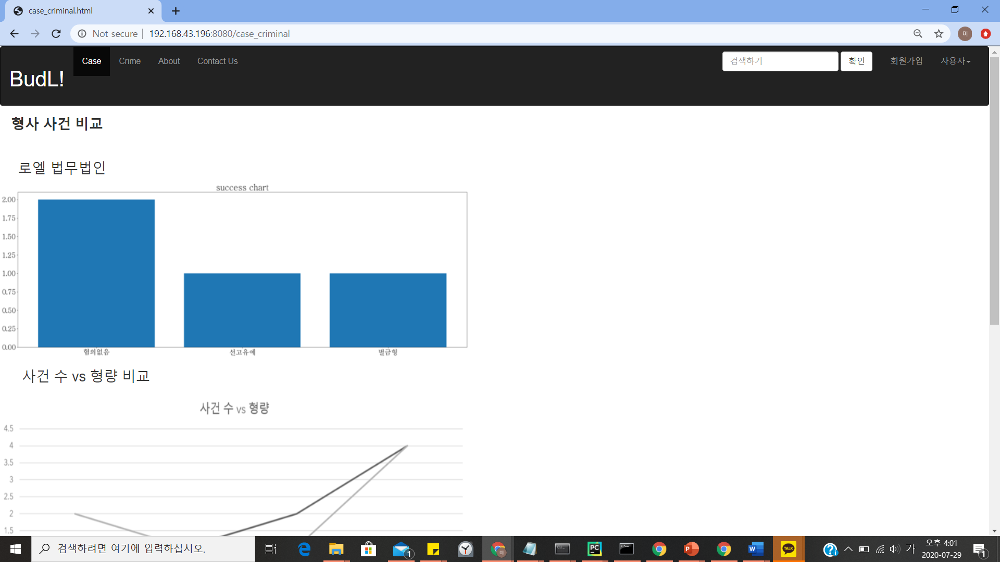 case_criminal.html
Not secure | 192.168.43.196:8080/case_criminal
미
BudL!
Case Crime About Contact Us
검색하기 확인 회원가입 사용자
형사 사건 비교
로엘 법무법인
success chart
2.00
1.75
1.50
1.25
1.00
0.75
0.50
0.25
0.00
혐의없음 선고유예 벌금형
사건 수 vs 형량 비교
사건 수 vs 형량
4.5
4
3.5
3
2.5
2
1.5
검색하려면 여기에 입력하십시오.
1
PC
TALK
가
오후 4:01
2020-07-29
1